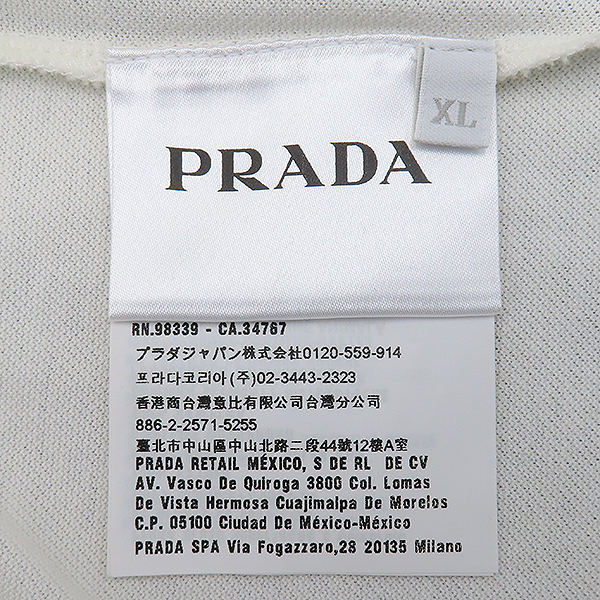 PRADA
XL
RN.98339 - CA.34767
プラダジャパン株式会社0120-559-914
프라다코리아(주)02-3443-2323
香港商台灣意比有限公司台灣分公司
886-2-2571-5255
臺北市中山區中山北路二段44號12樓A室
PRADA RETAIL MÉXICO, S DE RL DE CV
AV. Vasco De Quiroga 3800 Col. Lomas
De Vista Hermosa Cuajimalpa De Morelos
C.P. 05100 Ciudad De México-México
PRADA SPA Via Fogazzaro,28 20135 Milano